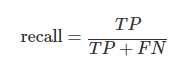 recall = TP / (TP + FN)